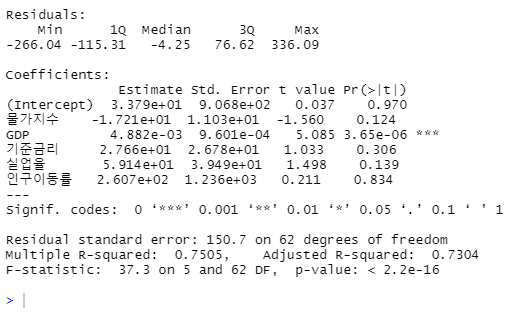 Residuals:
    Min      1Q  Median      3Q     Max
-266.04 -115.31   -4.25   76.62  336.09

Coefficients:
              Estimate Std. Error t value Pr(>|t|)
(Intercept)  3.379e+01  9.068e+02   0.037    0.970
물가지수    -1.721e+01  1.103e+01  -1.560    0.124
GDP          4.882e-03  9.601e-04   5.085 3.65e-06 ***
기준금리     2.766e+01  2.678e+01   1.033    0.306
실업율       5.914e+01  3.949e+01   1.498    0.139
인구이동률   2.607e+02  1.236e+03   0.211    0.834
---
Signif. codes:  0 ‘***’ 0.001 ‘**’ 0.01 ‘*’ 0.05 ‘.’ 0.1 ‘ ’ 1

Residual standard error: 150.7 on 62 degrees of freedom
Multiple R-squared:  0.7505,    Adjusted R-squared:  0.7304
F-statistic:  37.3 on 5 and 62 DF,  p-value: < 2.2e-16

>